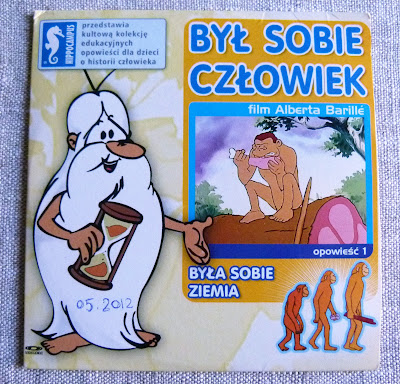 HIPPOCAMPUS
przedstawia
kultową kolekcję
edukacyjnych
opowieści dla dzieci
o historii człowieka
BYŁ SOBIE
CZŁOWIEK
film Alberta Barillé
opowieść 1
BYŁA SOBIE
ZIEMIA
05.2012